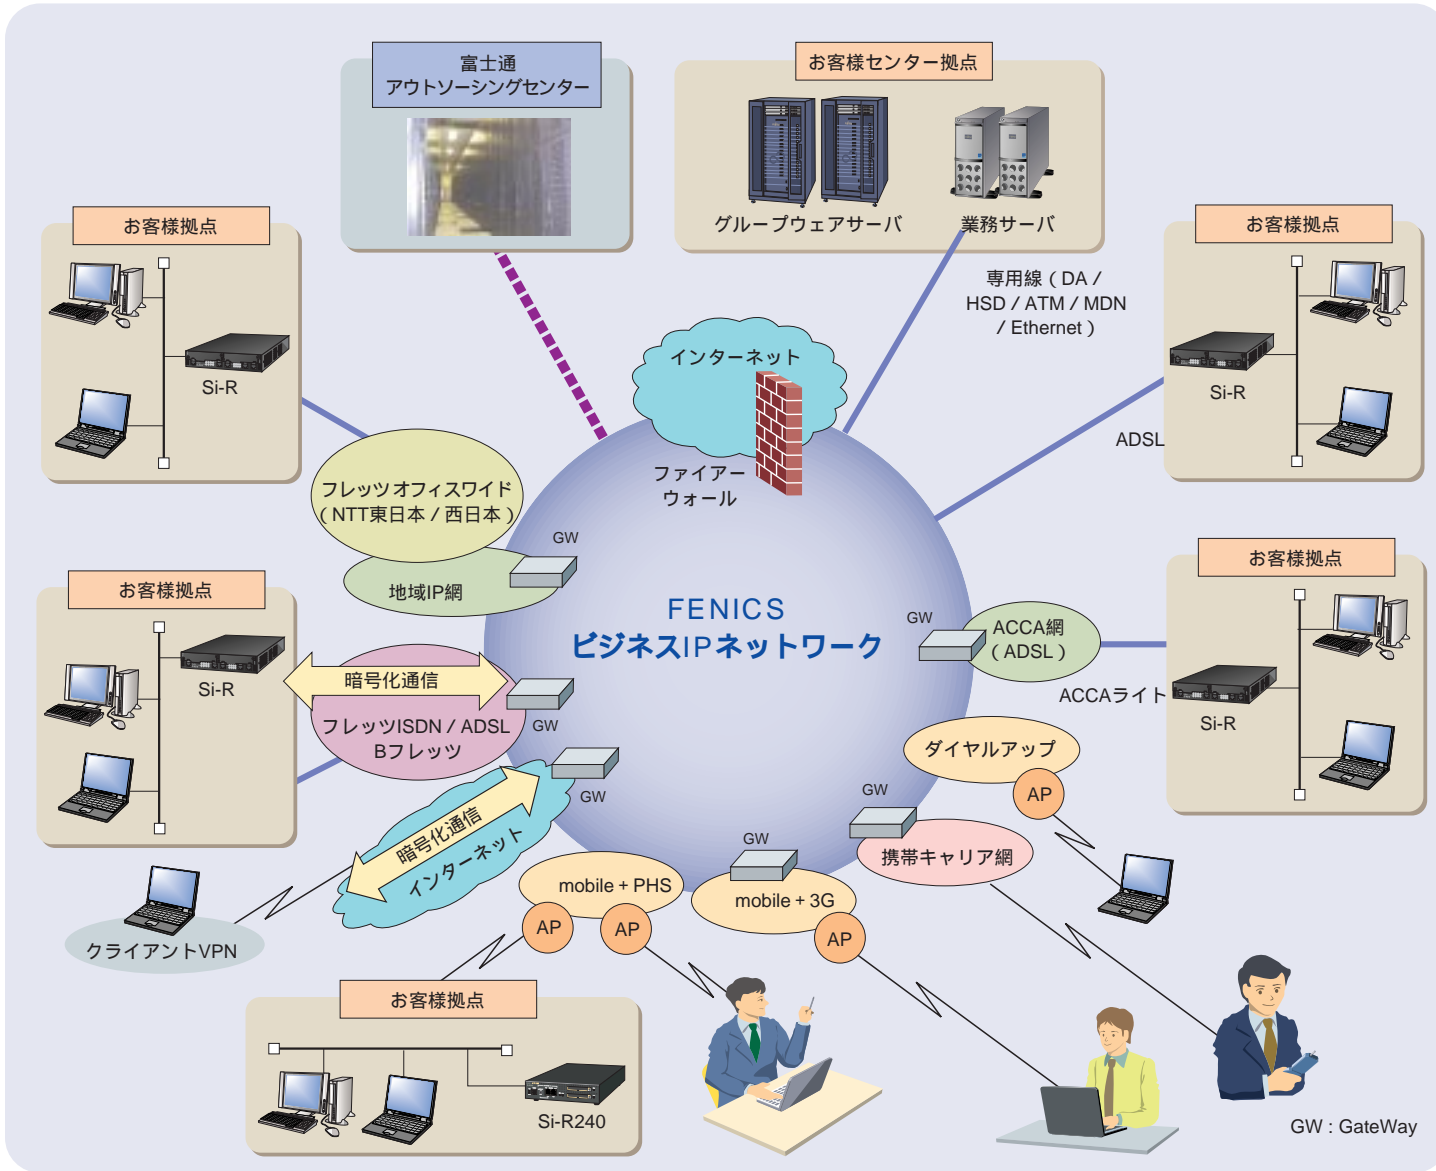 富士通
アウトソーシングセンター
お客様センター拠点
グループウェアサーバ
業務サーバ
お客様拠点
Si-R
お客様拠点
Si-R
専用線(DA/
HSD/ATM/MDN
/Ethernet)
インターネット
ファイアー
ウォール
ADSL
フレッツオフィスワイド
(NTT東日本/西日本)
GW
地域IP網
FENICS
ビジネスIPネットワーク
お客様拠点
Si-R
暗号化通信
フレッツISDN/ADSL
Bフレッツ
GW
GW
ACCA網
(ADSL)
ACCAライト
お客様拠点
Si-R
GW
暗号化通信
インターネット
クライアントVPN
mobile+PHS
AP
AP
GW
mobile+3G
AP
GW
携帯キャリア網
ダイヤルアップ
AP
お客様拠点
Si-R240
GW : GateWay